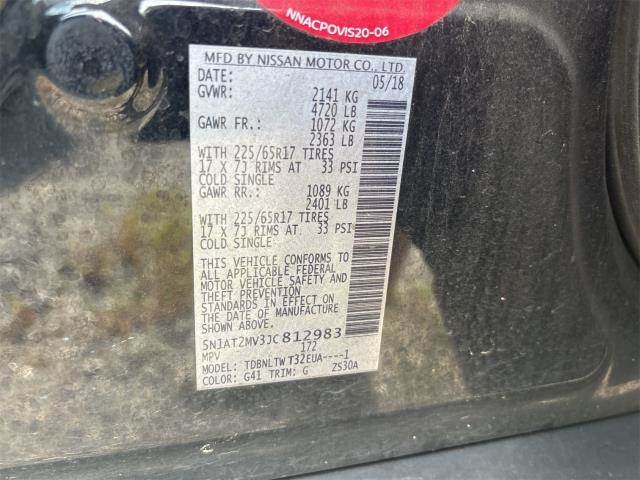 NNACPOVIS20-06
MFD BY NISSAN MOTOR CO., LTD.
DATE: 05/18
GVWR: 2141 KG
4720 LB
GAWR FR.: 1072 KG
2363 LB
WITH 225/65R17 TIRES
17 X 7J RIMS AT 33 PSI
COLD SINGLE
GAWR RR.: 1089 KG
2401 LB
WITH 225/65R17 TIRES
17 X 7J RIMS AT 33 PSI
COLD SINGLE
THIS VEHICLE CONFORMS TO
ALL APPLICABLE FEDERAL
MOTOR VEHICLE SAFETY AND
THEFT PREVENTION
STANDARDS IN EFFECT ON
THE DATE OF MANUFACTURE
SHOWN ABOVE.
5N1AT2MV3JC812983
MPV 172
MODEL: TDBNLTWT32EUA----1
COLOR: G41 TRIM: G ZS30A